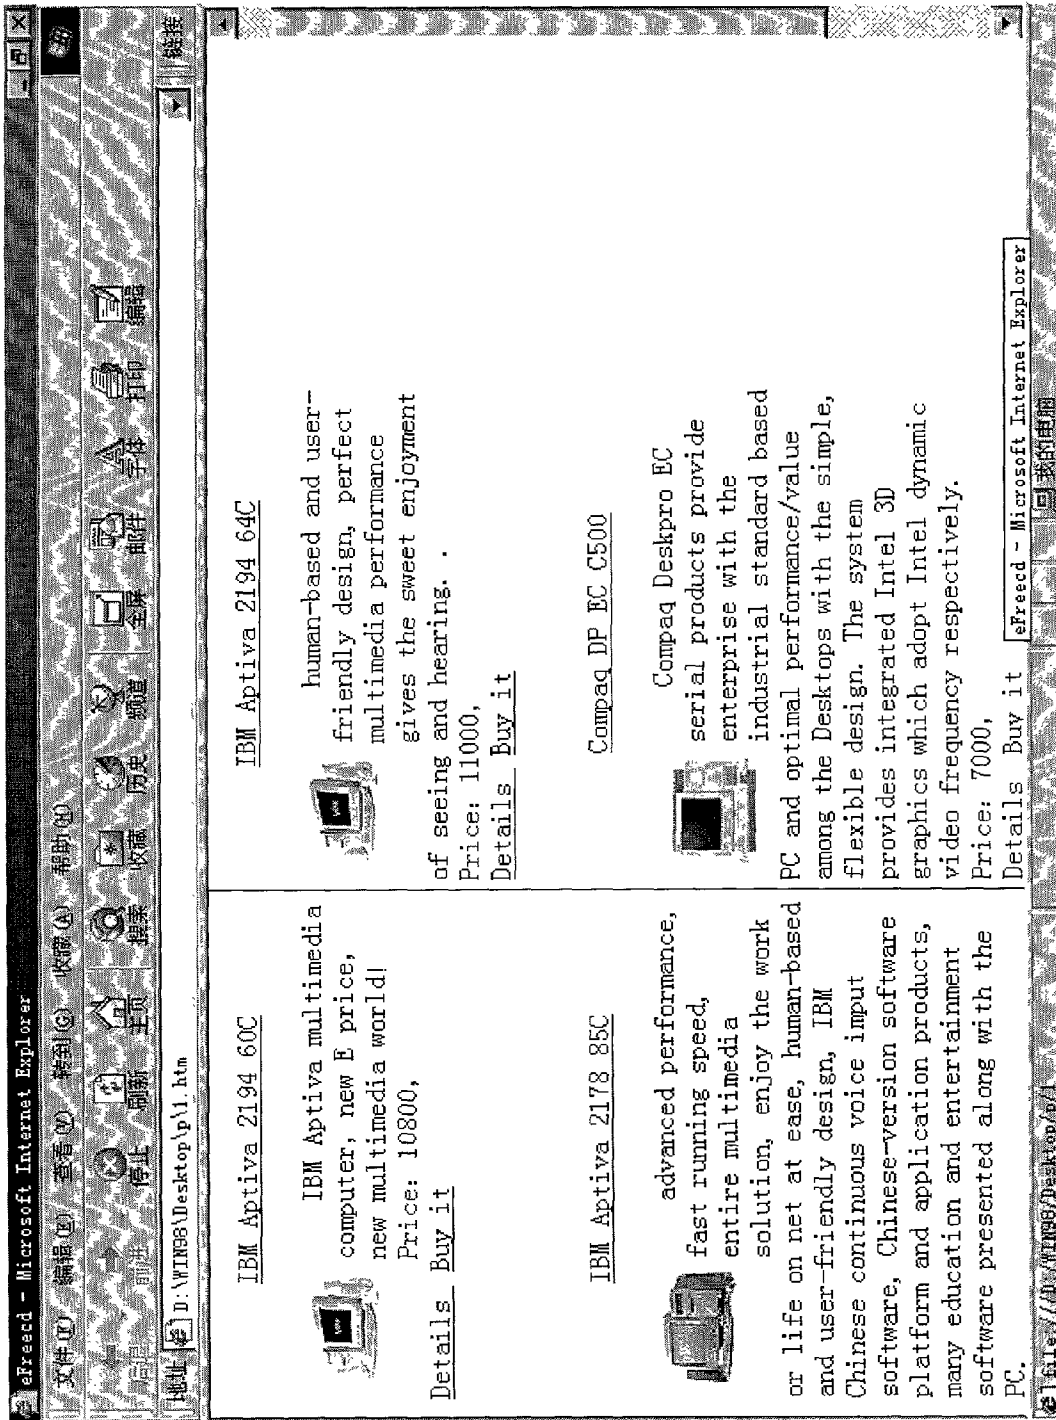 eFreecd - Microsoft Internet Explorer
文件(F) 编辑(E) 查看(V) 转到(G) 收藏(A) 帮助(H)
后退 前进 停止 刷新 主页 搜索 收藏 历史 频道 全屏 邮件 字体 打印 编辑
地址 D:\WIN98\Desktop\p\1.htm 链接
IBM Aptiva 2194 60C
IBM Aptiva multimedia
computer, new E price,
new multimedia world!
Price: 10800,
Details Buy it
IBM Aptiva 2194 64C
human-based and user-
friendly design, perfect
multimedia performance
gives the sweet enjoyment
of seeing and hearing. .
Price: 11000,
Details Buy it
IBM Aptiva 2178 85C
advanced performance,
fast running speed,
entire multimedia
solution, enjoy the work
or life on net at ease, human-based
and user-friendly design, IBM
Chinese continuous voice imput
software, Chinese-version software
platform and application products,
many education and entertainment
software presented along with the
PC.
Compaq DP EC C500
Compaq Deskpro EC
serial products provide
enterprise with the
industrial standard based
PC and optimal performance/value
among the Desktops with the simple,
flexible design. The system
provides integrated Intel 3D
graphics which adopt Intel dynamic
video frequency respectively.
Price: 7000,
Details Buy it
eFreecd - Microsoft Internet Explorer
file:///D:/WIN98/Desktop/p/1 我的电脑